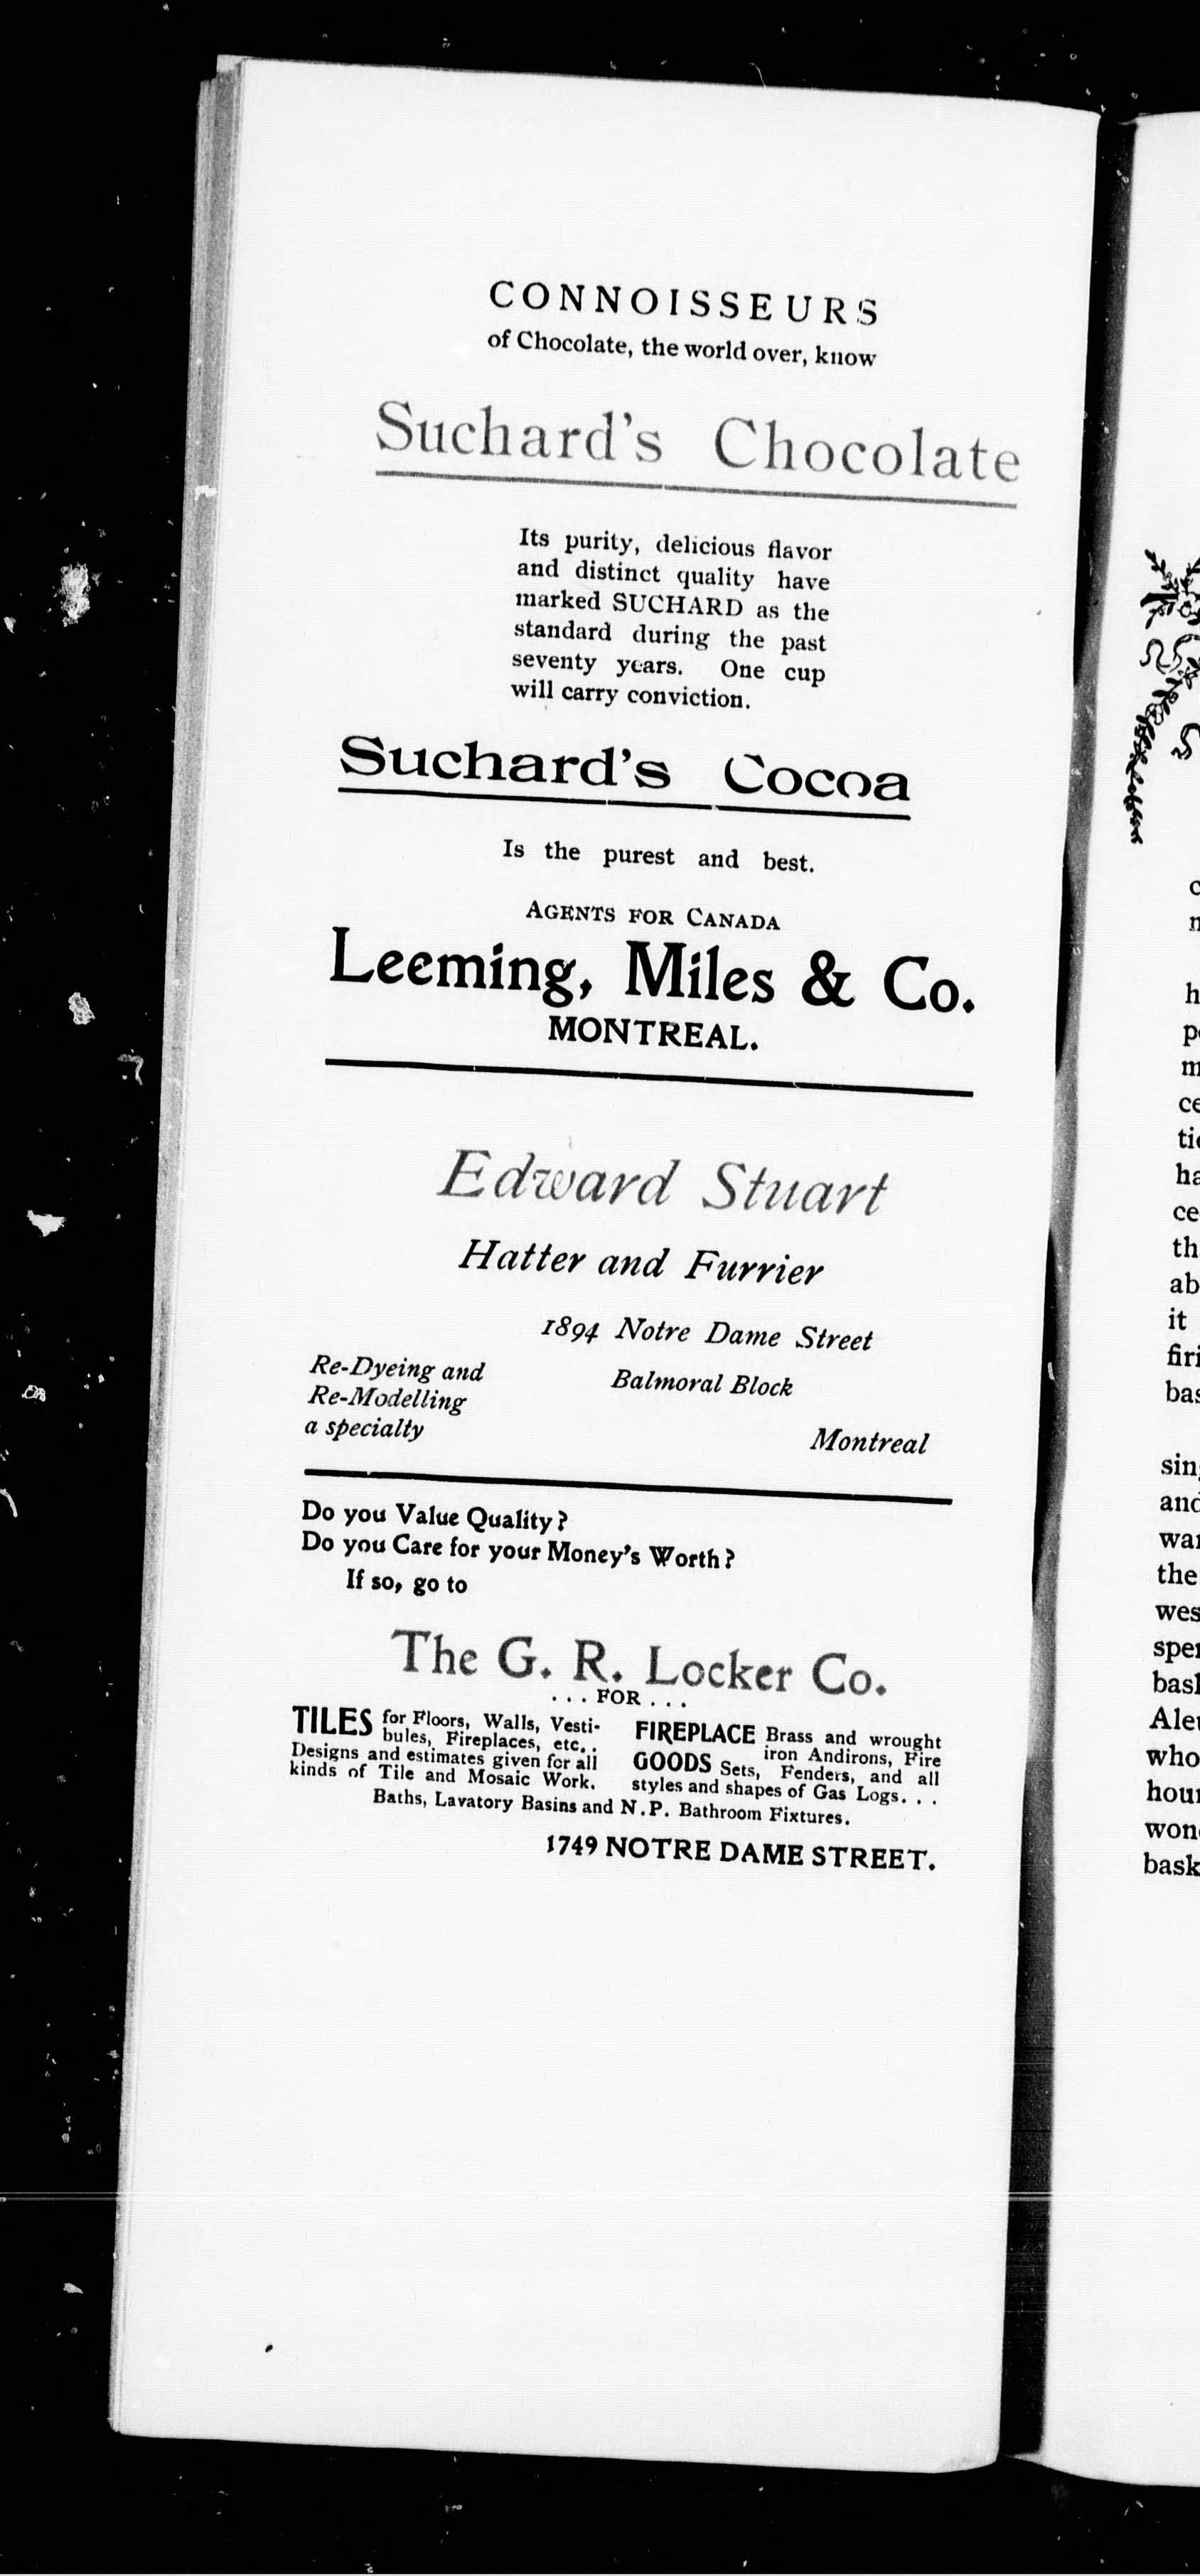 CONNOISSEURS
of Chocolate, the world over, know
Suchard's Chocolate
Its purity, delicious flavor
and distinct quality have
marked SUCHARD as the
standard during the past
seventy years. One cup
will carry conviction.
Suchard's Cocoa
Is the purest and best.
AGENTS FOR CANADA
Leeming, Miles & Co.
MONTREAL.
Edward Stuart
Hatter and Furrier
1894 Notre Dame Street
Re-Dyeing and
Re-Modelling
a specialty
Balmoral Block
Montreal
Do you Value Quality?
Do you Care for your Money's Worth?
If so, go to
The G. R. Locker Co.
. . . FOR . . .
TILES for Floors, Walls, Vesti-
bules, Fireplaces, etc. .
Designs and estimates given for all
kinds of Tile and Mosaic Work.
FIREPLACE Brass and wrought
iron Andirons, Fire
GOODS Sets, Fenders, and all
styles and shapes of Gas Logs. . .
Baths, Lavatory Basins and N.P. Bathroom Fixtures.
1749 NOTRE DAME STREET.
it
the
and